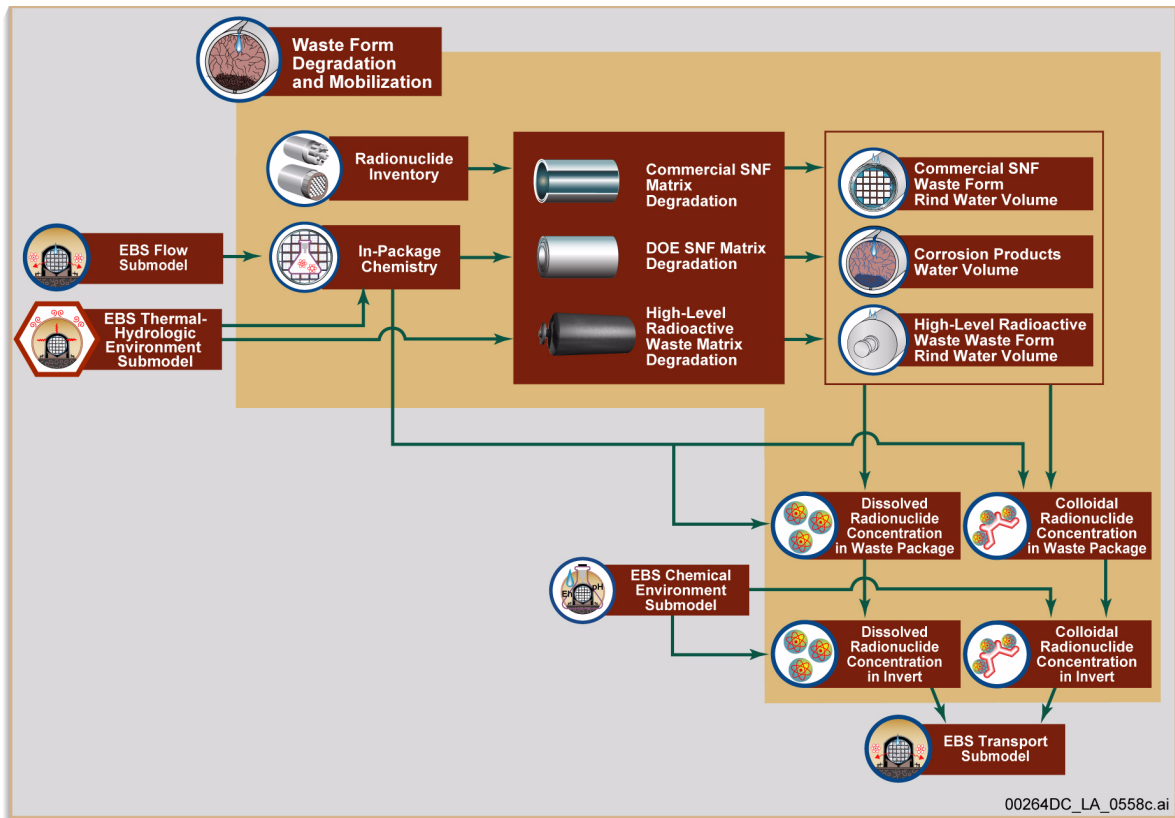 Waste Form
Degradation
and Mobilization
Radionuclide
Inventory
Commercial SNF
Matrix
Degradation
Commercial SNF
Waste Form
Rind Water Volume
EBS Flow
Submodel
In-Package
Chemistry
DOE SNF Matrix
Degradation
Corrosion Products
Water Volume
EBS Thermal-
Hydrologic
Environment
Submodel
High-Level
Radioactive
Waste Matrix
Degradation
High-Level Radioactive
Waste Waste Form
Rind Water Volume
Dissolved
Radionuclide
Concentration
in Waste Package
Colloidal
Radionuclide
Concentration
in Waste Package
Eh
pH
EBS Chemical
Environment
Submodel
Dissolved
Radionuclide
Concentration
in Invert
Colloidal
Radionuclide
Concentration
in Invert
EBS Transport
Submodel
00264DC_LA_0558c.ai